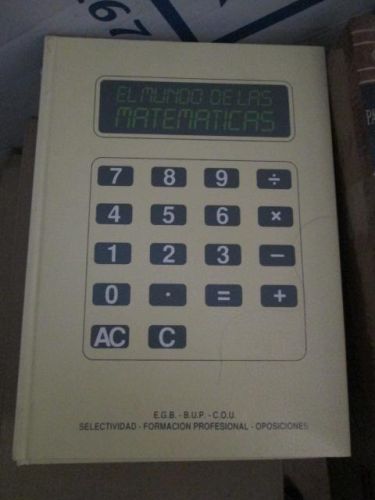 67
EL MUNDO DE LAS
MATEMATICAS
7 8 9 ÷
4 5 6 ×
1 2 3 −
0 · = +
AC C
E.G.B. - B.U.P. - C.O.U.
SELECTIVIDAD - FORMACION PROFESIONAL - OPOSICIONES